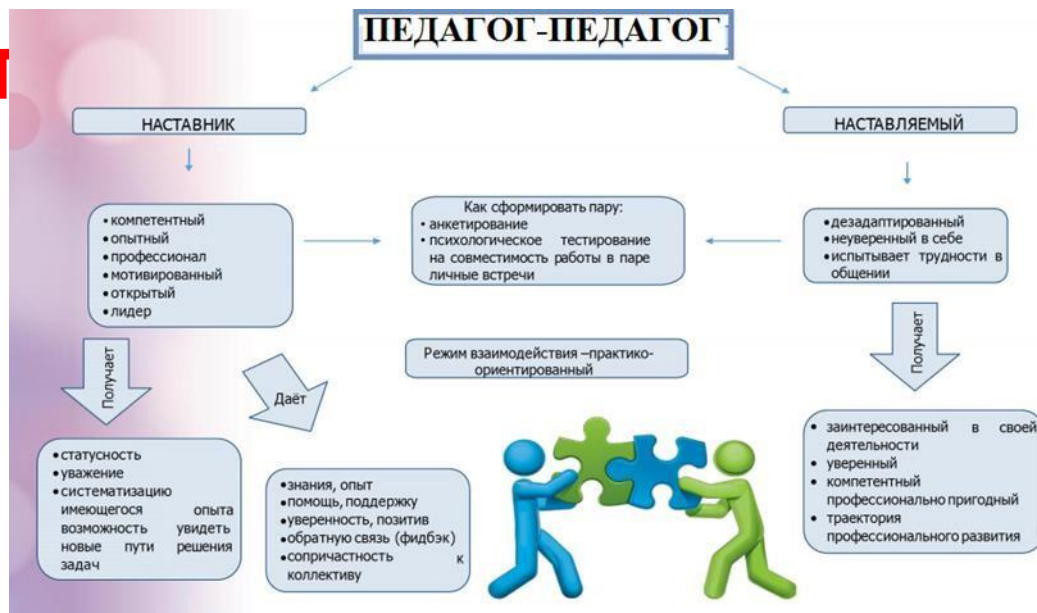 ПЕДАГОГ-ПЕДАГОГ
НАСТАВНИК
НАСТАВЛЯЕМЫЙ
• компетентный
• опытный
• профессионал
• мотивированный
• открытый
• лидер
Как сформировать пару:
• анкетирование
• психологическое тестирование
на совместимость работы в паре
личные встречи
• дезадаптированный
• неуверенный в себе
• испытывает трудности в
общении
Режим взаимодействия –практико-
ориентированный
Получает
Даёт
Получает
• статусность
• уважение
• систематизацию
имеющегося опыта
возможность увидеть
новые пути решения
задач
• знания, опыт
• помощь, поддержку
• уверенность, позитив
• обратную связь (фидбэк)
• сопричастность к
коллективу
• заинтересованный в своей
деятельности
• уверенный
• компетентный
профессионально пригодный
• траектория
профессионального развития